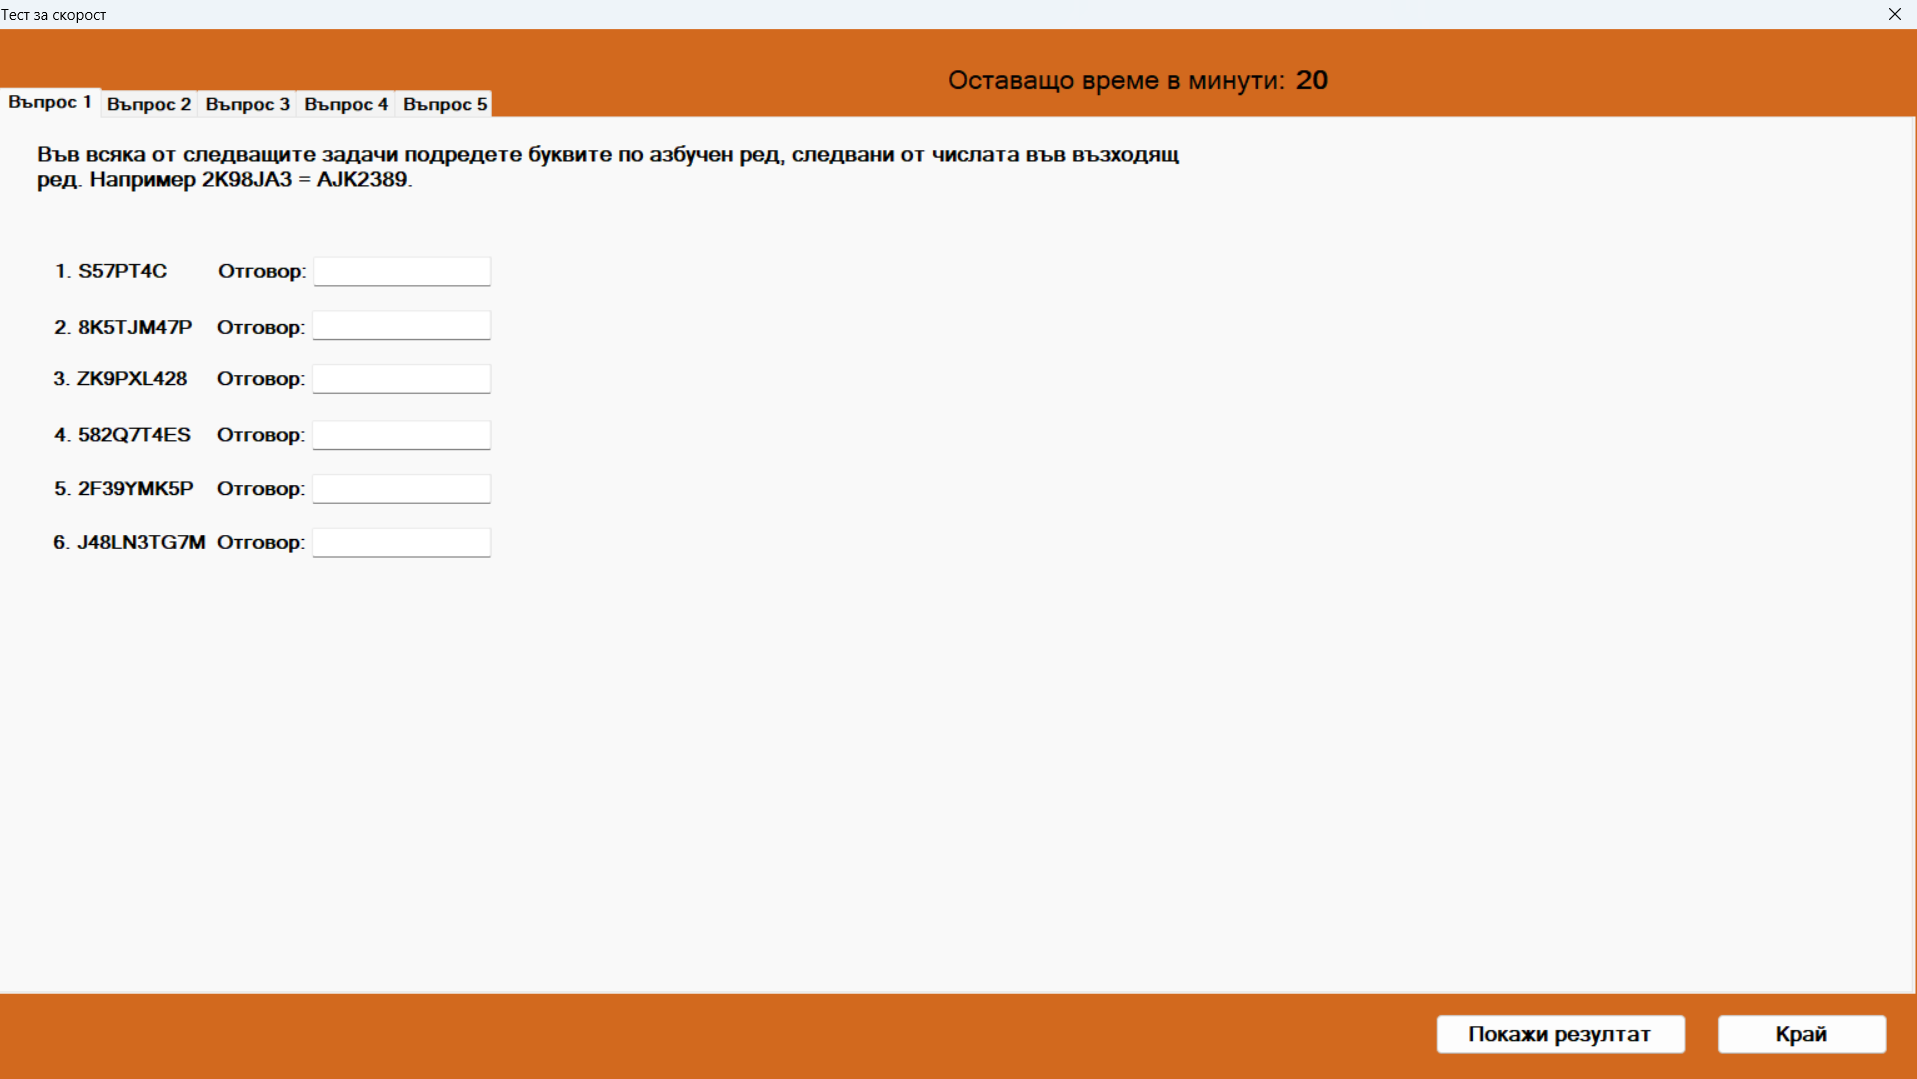 Тест за скорост
Оставащо време в минути: 20
Въпрос 1 Въпрос 2 Въпрос 3 Въпрос 4 Въпрос 5
Във всяка от следващите задачи подредете буквите по азбучен ред, следвани от числата във възходящ
ред. Например 2K98JA3 = AJK2389.
1. S57PT4C Отговор:
2. 8K5TJM47P Отговор:
3. ZK9PXL428 Отговор:
4. 582Q7T4ES Отговор:
5. 2F39YMK5P Отговор:
6. J48LN3TG7M Отговор:
Покажи резултат Край